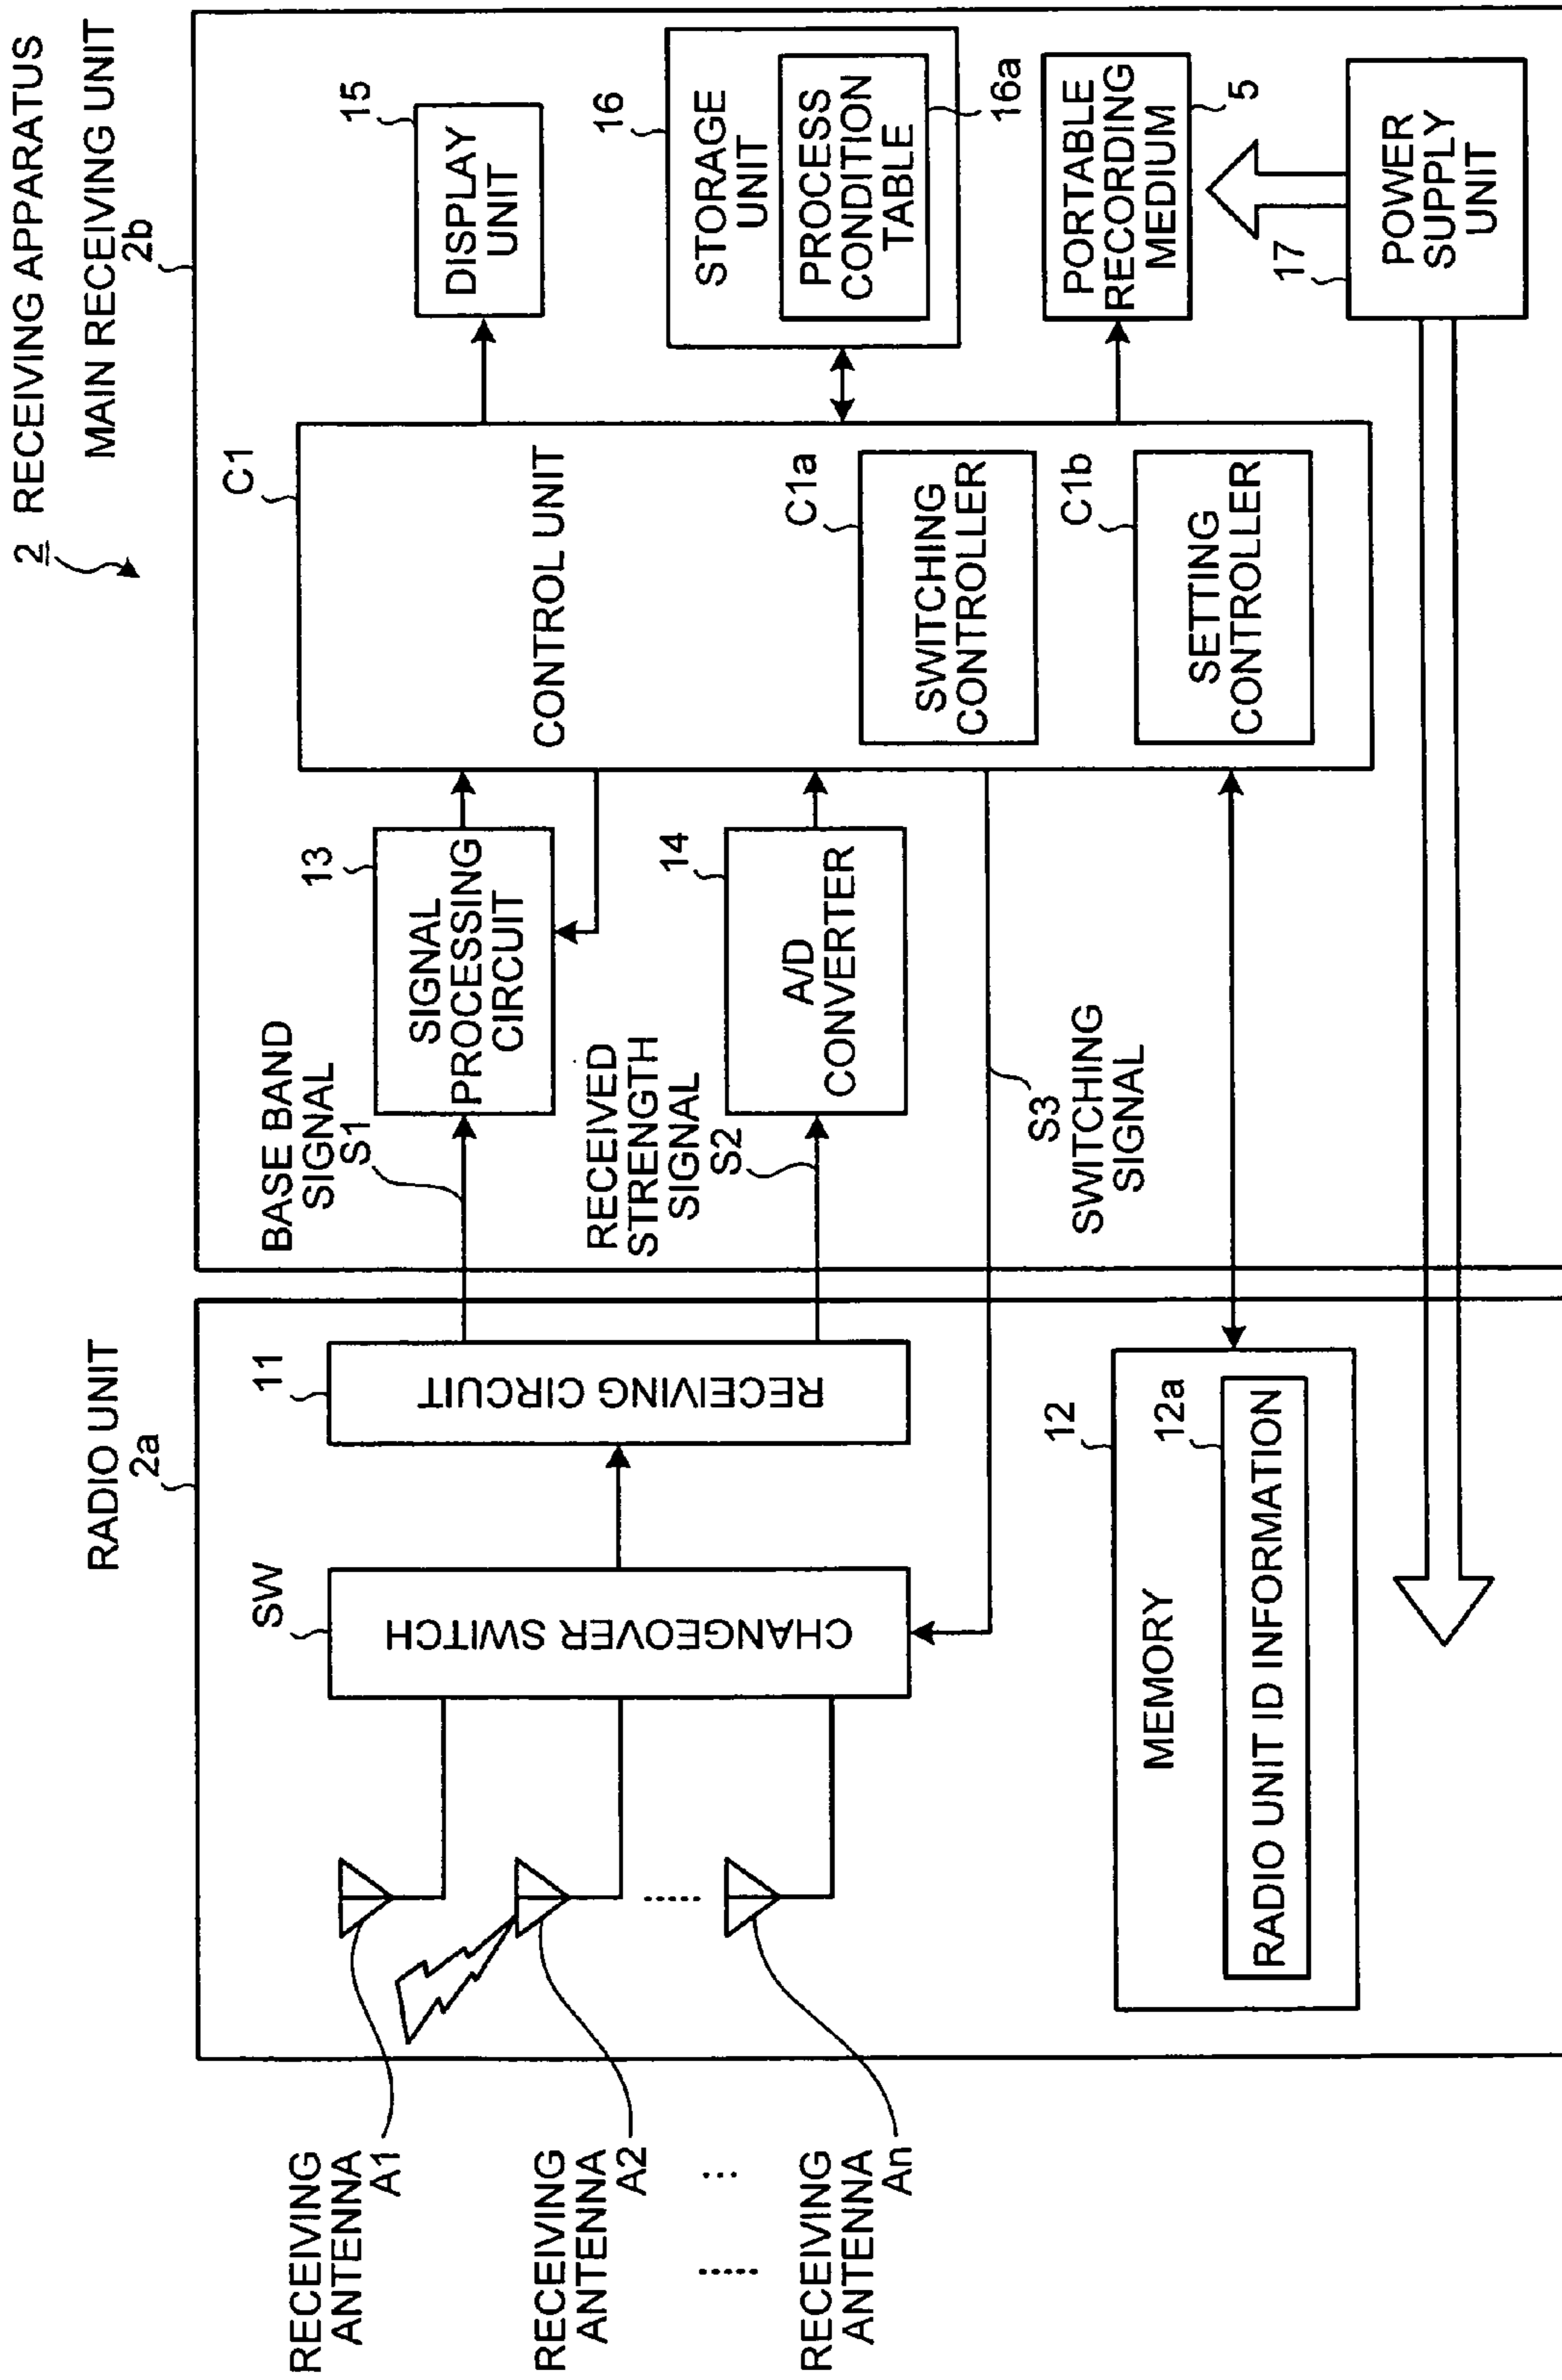 2 RECEIVING APPARATUS
MAIN RECEIVING UNIT
2b
RADIO UNIT
2a
RECEIVING
ANTENNA
A1
RECEIVING
ANTENNA
A2
...
......
RECEIVING
ANTENNA
An
......
SW
CHANGEOVER SWITCH
11
RECEIVING CIRCUIT
12
MEMORY
12a
RADIO UNIT ID INFORMATION
BASE BAND
SIGNAL
S1
RECEIVED
STRENGTH
SIGNAL
S2
S3
SWITCHING
SIGNAL
13
SIGNAL
PROCESSING
CIRCUIT
14
A/D
CONVERTER
C1
CONTROL UNIT
C1a
SWITCHING
CONTROLLER
C1b
SETTING
CONTROLLER
15
DISPLAY
UNIT
16
STORAGE
UNIT
PROCESS
CONDITION
TABLE
16a
PORTABLE
RECORDING
MEDIUM
5
17
POWER
SUPPLY
UNIT